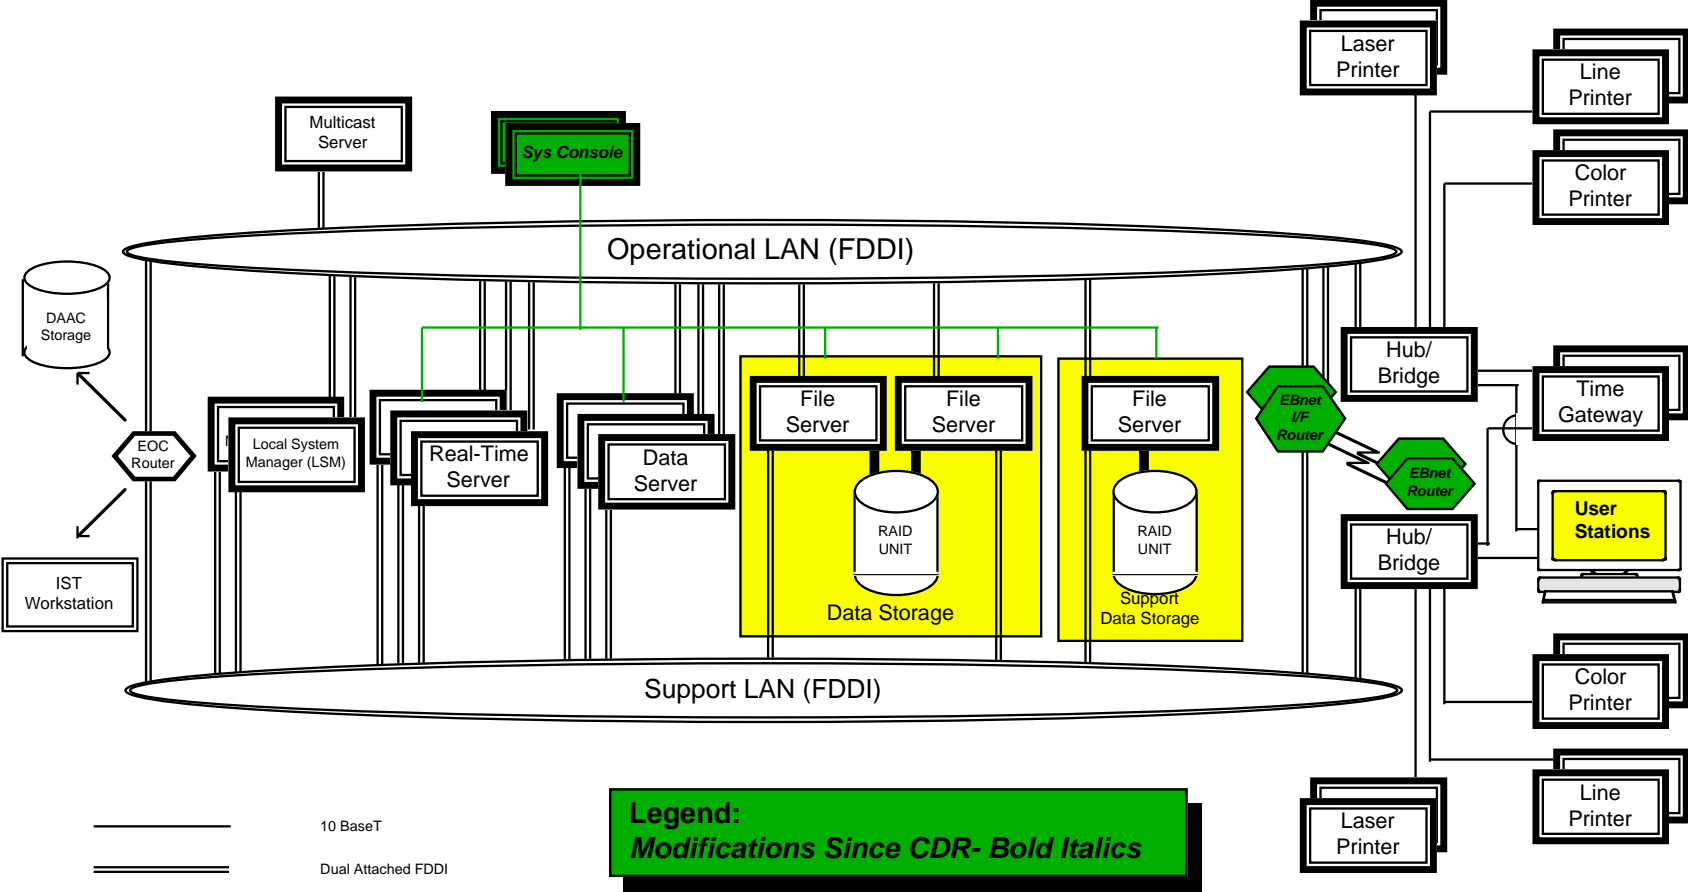 Laser
Printer
Line
Printer
Multicast
Server
Sys Console
Color
Printer
Operational LAN (FDDI)
DAAC
Storage
Hub/
Bridge
File
Server
File
Server
File
Server
EBnet
I/F
Router
Time
Gateway
EOC
Router
Local System
Manager (LSM)
Real-Time
Server
Data
Server
EBnet
Router
RAID
UNIT
RAID
UNIT
User
Stations
Hub/
Bridge
IST
Workstation
Data Storage
Support
Data Storage
Support LAN (FDDI)
Color
Printer
Line
Printer
Laser
Printer
10 BaseT
Dual Attached FDDI
Legend:
Modifications Since CDR- Bold Italics